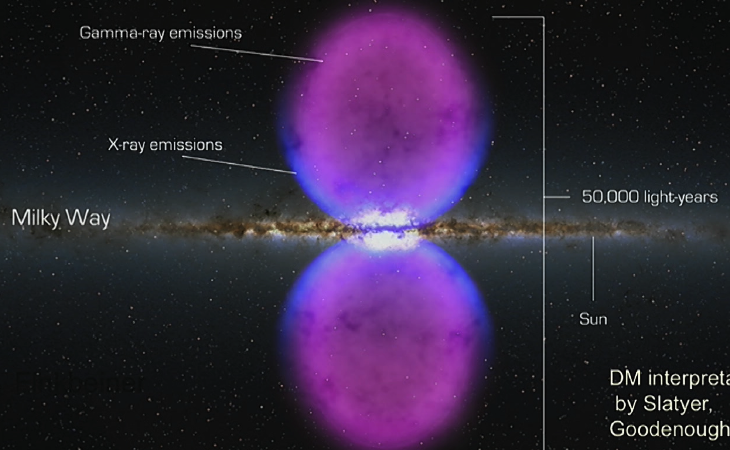 Gamma-ray emissions
X-ray emissions
Milky Way
50,000 light-years
Sun
DM interpreta
by Slatyer,
Goodenough